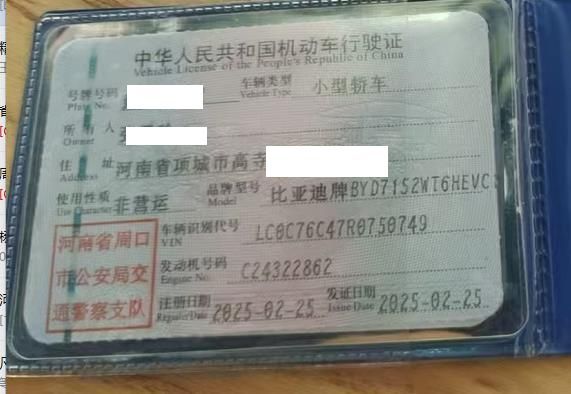 中华人民共和国机动车行驶证
Vehicle License of the People's Republic of China
号牌号码 车辆类型 小型轿车
Plate No. Vehicle Type
所有人
Owner
住址 河南省项城市高寺
Address
使用性质 非营运 品牌型号 比亚迪牌BYD7152WT6HEVC
Use Character Model
车辆识别代号 LC0C76C47R0750749
VIN
发动机号码 C24322862
Engine No.
注册日期 2025-02-25 发证日期 2025-02-25
Register Date Issue Date
河南省周口
市公安局交
通警察支队